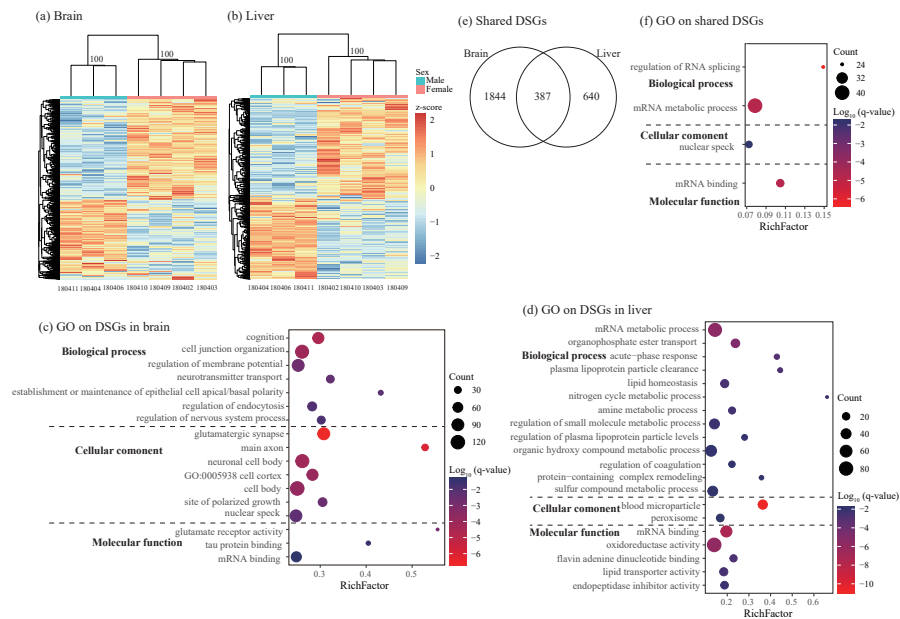 (a) Brain
180411 180404 180406 180410 180409 180402 180403
100
100
(b) Liver
100
100
180404 180406 180411 180402 180410 180403 180409
Sex
Male
Female
z-score
2
1
0
−1
−2
(e) Shared DSGs
Brain
Liver
1844
387
640
(f) GO on shared DSGs
regulation of RNA splicing
Biological process
mRNA metabolic process
Cellular comonent
nuclear speck
mRNA binding
Molecular function
0.07 0.09 0.11 0.13 0.15
RichFactor
Count
24
32
40
Log10 (q-value)
−2
−3
−4
−5
−6
(c) GO on DSGs in brain
cognition
Biological process
cell junction organization
regulation of membrane potential
neurotransmitter transport
establishment or maintenance of epithelial cell apical/basal polarity
regulation of endocytosis
regulation of nervous system process
glutamatergic synapse
Cellular comonent
main axon
neuronal cell body
GO:0005938 cell cortex
cell body
site of polarized growth
nuclear speck
glutamate receptor activity
Molecular function
tau protein binding
mRNA binding
0.3 0.4 0.5
RichFactor
Count
30
60
90
120
Log10 (q-value)
−2
−3
−4
−5
−6
(d) GO on DSGs in liver
mRNA metabolic process
organophosphate ester transport
Biological process acute−phase response
plasma lipoprotein clearance
lipid homeostasis
nitrogen cycle metabolic process
amine metabolic process
regulation of small molecule metabolic process
regulation of plasma lipoprotein particle levels
organic hydroxy compound metabolic process
regulation of coagulation
protein-containing complex remodeling
sulfur compound metabolic process
Cellular comonent blood microparticle
peroxisome
Molecular function mRNA binding
oxidoreductase activity
flavin adenine dinucleotide binding
lipid transporter activity
endopeptidase inhibitor activity
0.2 0.3 0.4 0.5 0.6
RichFactor
Count
20
40
60
80
Log10 (q-value)
−2
−4
−6
−8
−10